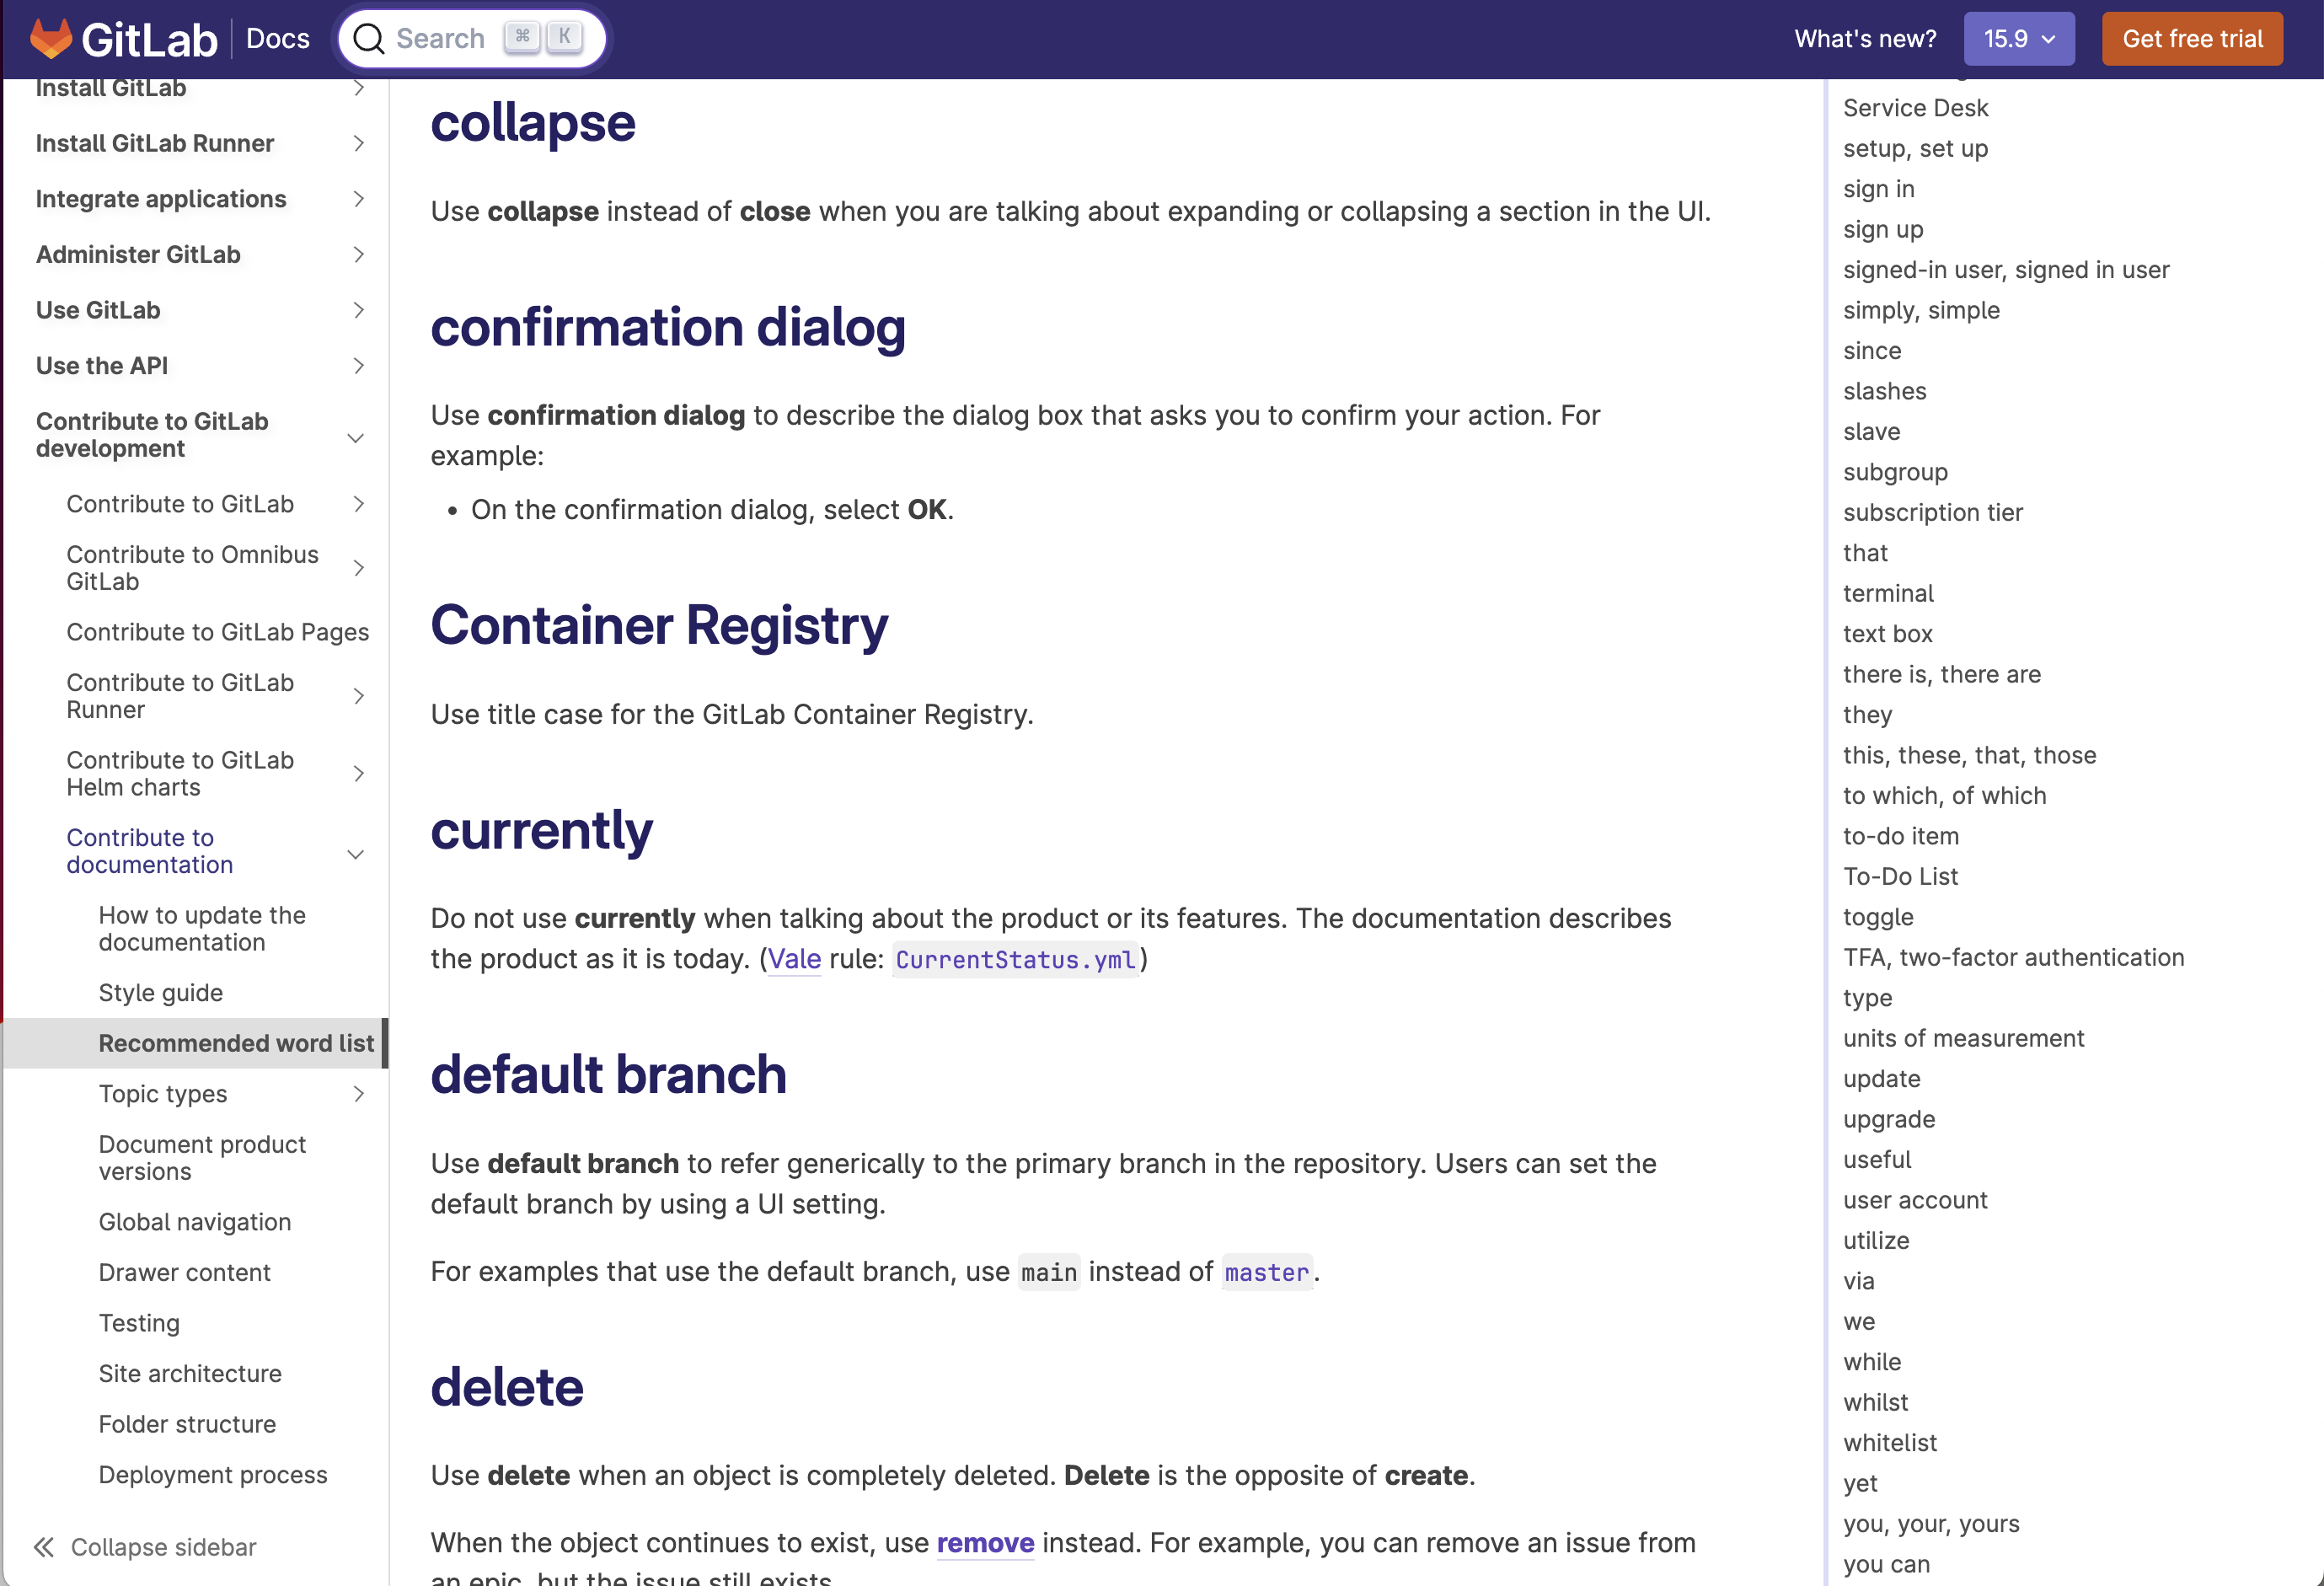 GitLab Docs Search ⌘ K What's new? 15.9 Get free trial
Install GitLab
Install GitLab Runner
Integrate applications
Administer GitLab
Use GitLab
Use the API
Contribute to GitLab
development
Contribute to GitLab
Contribute to Omnibus
GitLab
Contribute to GitLab Pages
Contribute to GitLab
Runner
Contribute to GitLab
Helm charts
Contribute to
documentation
How to update the
documentation
Style guide
Recommended word list
Topic types
Document product
versions
Global navigation
Drawer content
Testing
Site architecture
Folder structure
Deployment process
Collapse sidebar
collapse
Use collapse instead of close when you are talking about expanding or collapsing a section in the UI.
confirmation dialog
Use confirmation dialog to describe the dialog box that asks you to confirm your action. For
example:
• On the confirmation dialog, select OK.
Container Registry
Use title case for the GitLab Container Registry.
currently
Do not use currently when talking about the product or its features. The documentation describes
the product as it is today. (Vale rule: CurrentStatus.yml)
default branch
Use default branch to refer generically to the primary branch in the repository. Users can set the
default branch by using a UI setting.
For examples that use the default branch, use main instead of master.
delete
Use delete when an object is completely deleted. Delete is the opposite of create.
When the object continues to exist, use remove instead. For example, you can remove an issue from
an epic, but the issue still exists.
Service Desk
setup, set up
sign in
sign up
signed-in user, signed in user
simply, simple
since
slashes
slave
subgroup
subscription tier
that
terminal
text box
there is, there are
they
this, these, that, those
to which, of which
to-do item
To-Do List
toggle
TFA, two-factor authentication
type
units of measurement
update
upgrade
useful
user account
utilize
via
we
while
whilst
whitelist
yet
you, your, yours
you can